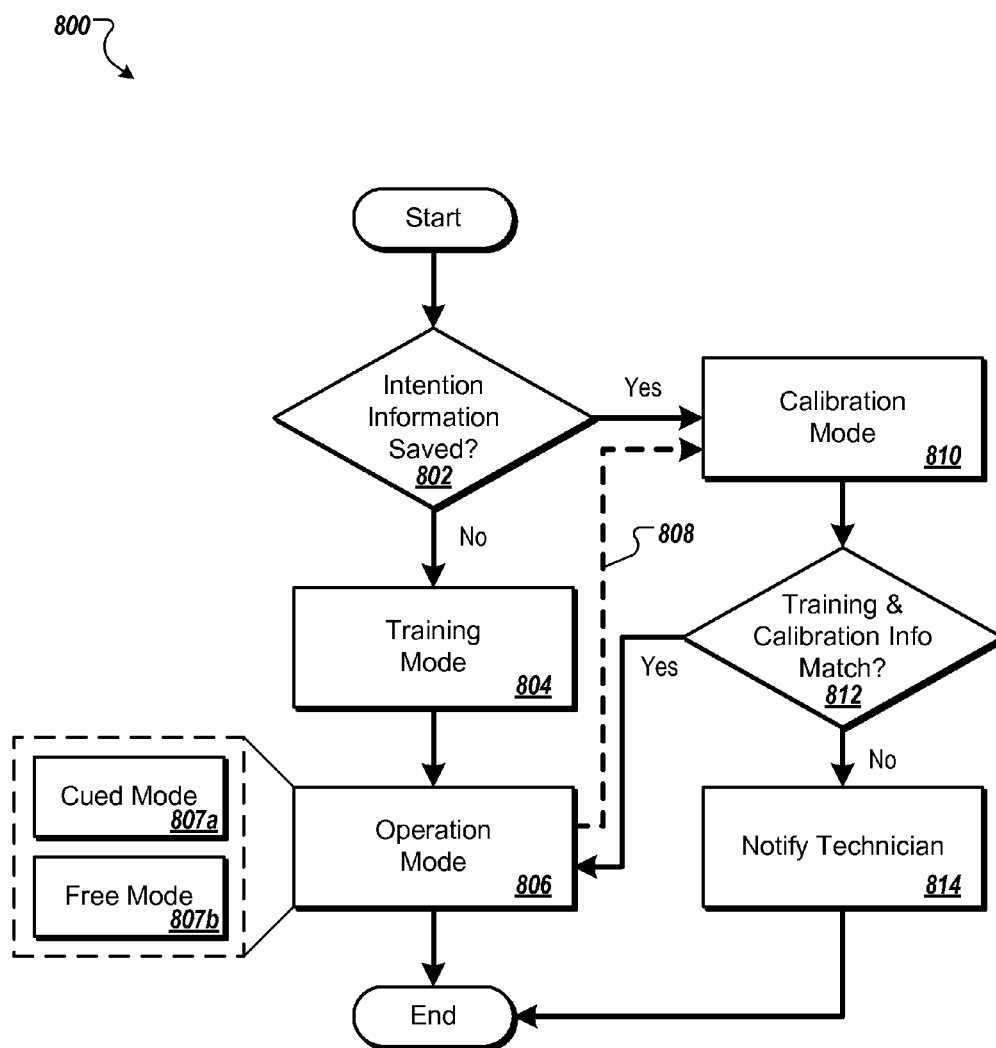 800
Start
Intention
Information
Saved?
802
Yes
No
Calibration
Mode
810
808
Training
Mode
804
Training &
Calibration Info
Match?
812
Yes
No
Cued Mode
807a
Free Mode
807b
Operation
Mode
806
Notify Technician
814
End